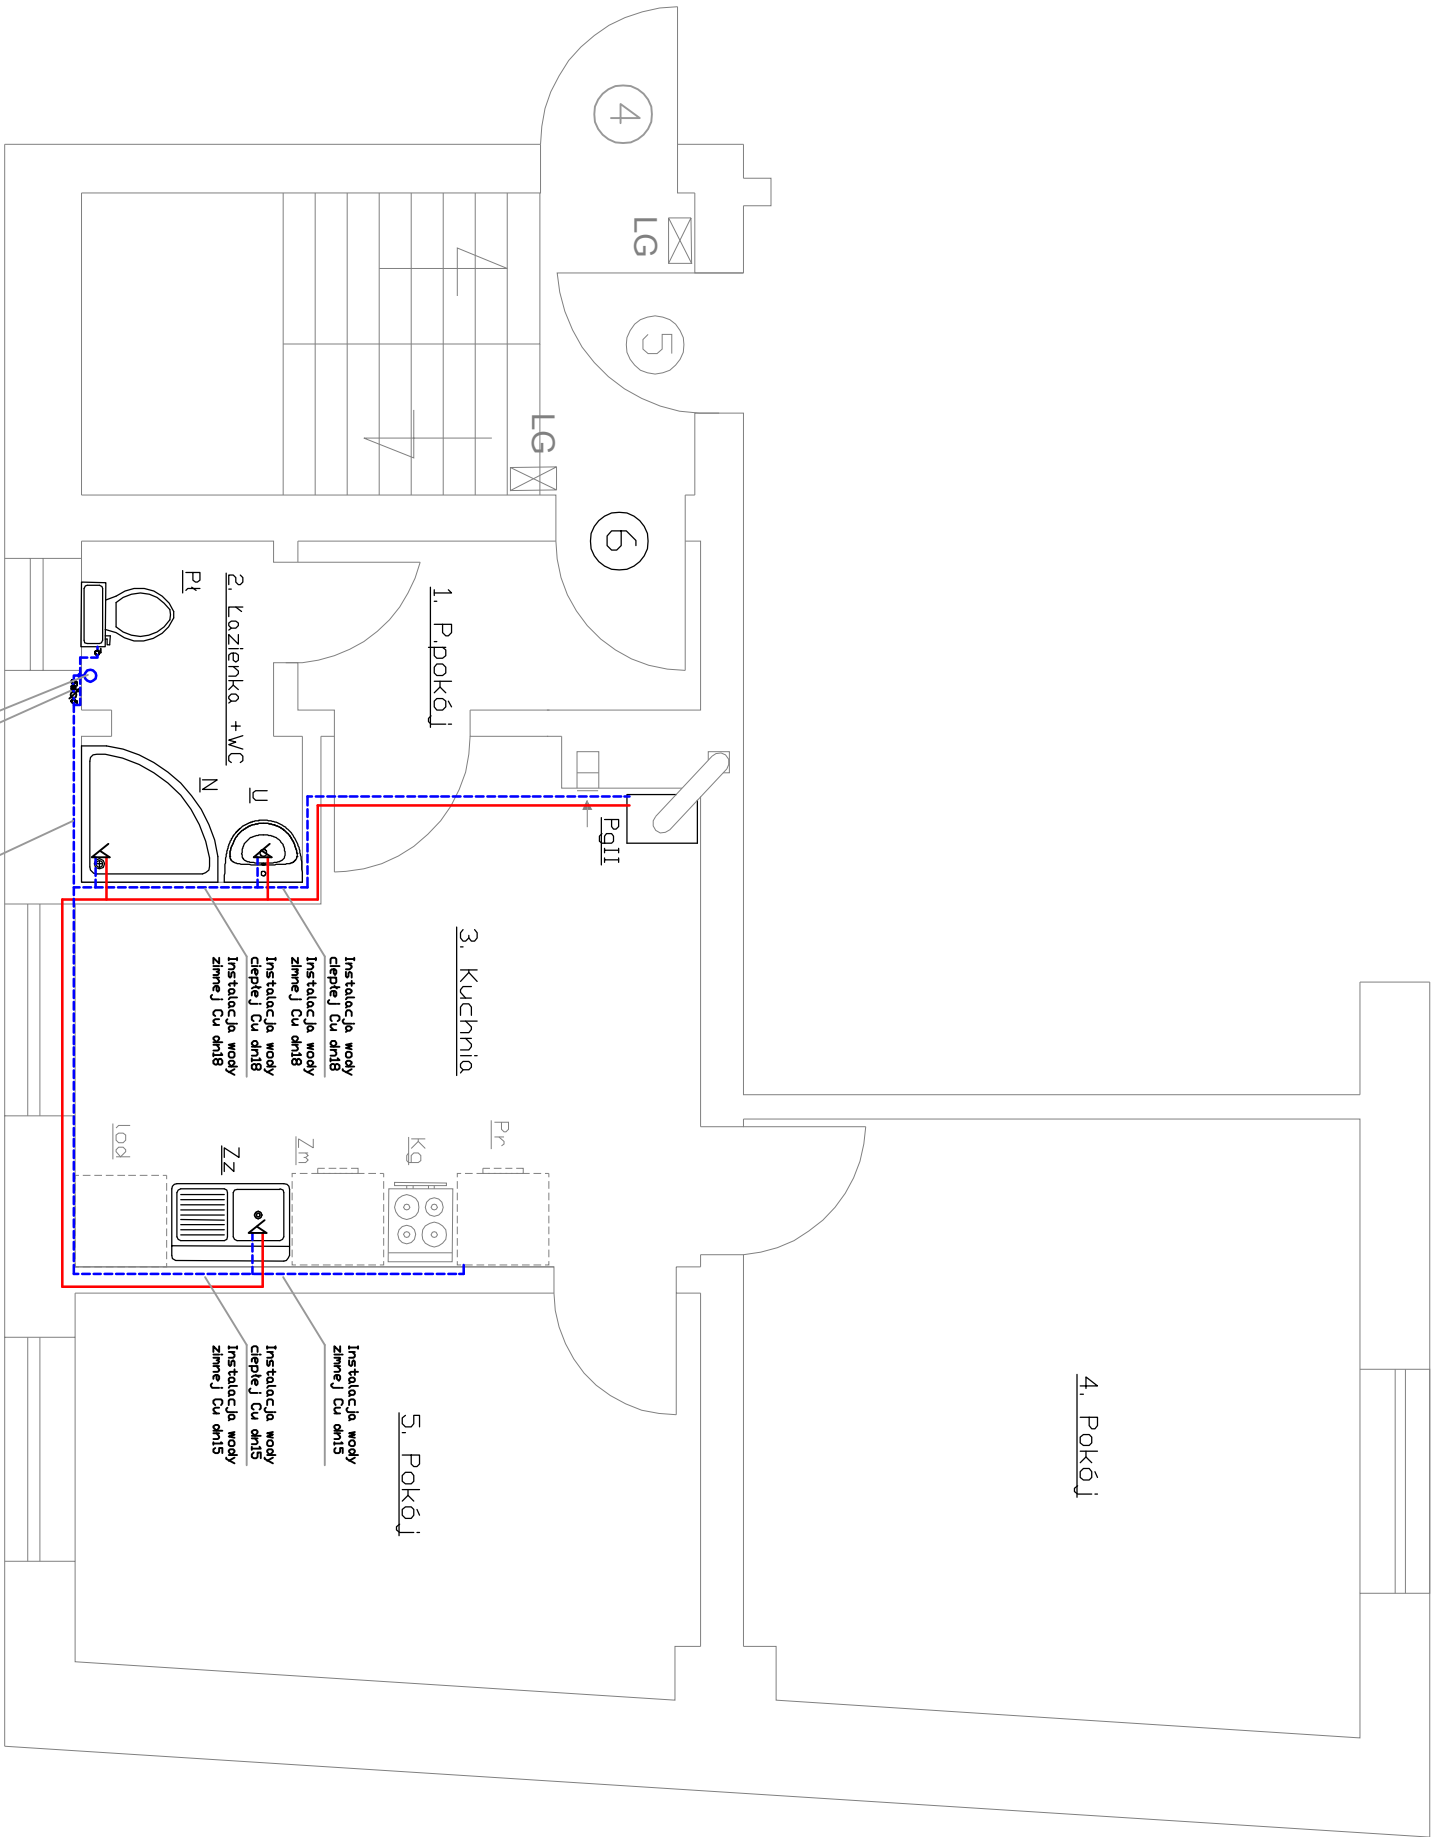 4
LG
5
LG
6
1. P.pokój
2. Łazienka +WC
Pł
N
U
PgII
3. Kuchnia
Instalacja wody
ciepłej Cu dn18
Instalacja wody
zimnej Cu dn18
Instalacja wody
ciepłej Cu dn18
Instalacja wody
zimnej Cu dn18
Pr
Kg
Zm
Zz
lod
Instalacja wody
zimnej Cu dn15
Instalacja wody
ciepłej Cu dn15
Instalacja wody
zimnej Cu dn15
4. Pokój
5. Pokój